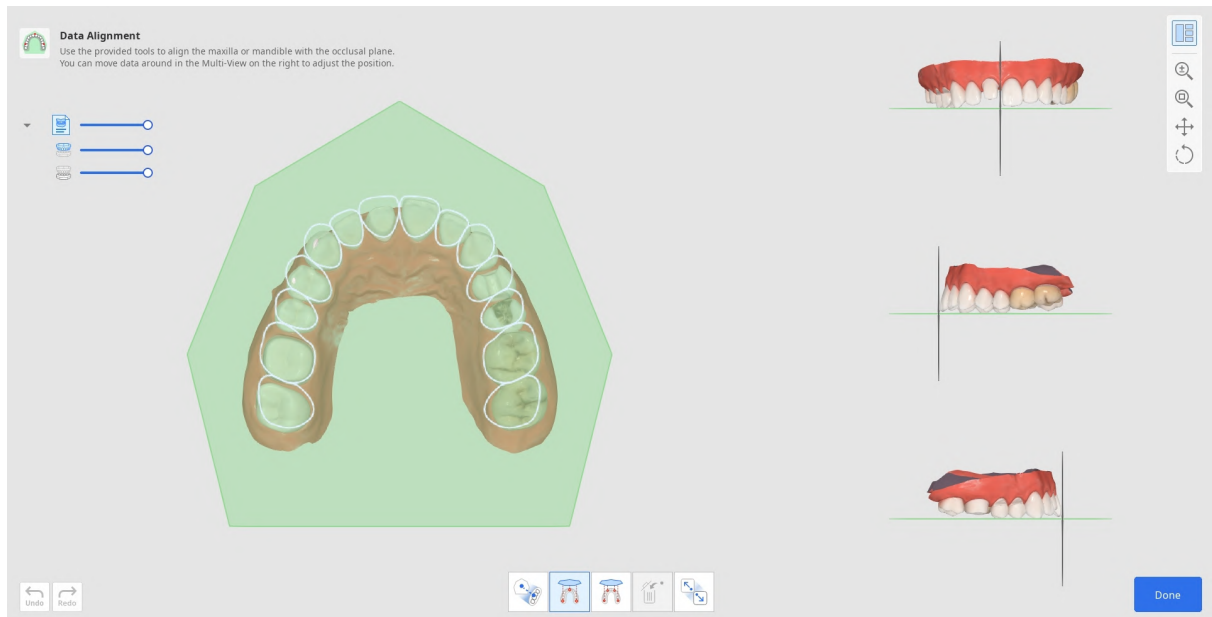 Data Alignment
Use the provided tools to align the maxilla or mandible with the occlusal plane.
You can move data around in the Multi-View on the right to adjust the position.
Undo
Redo
Done